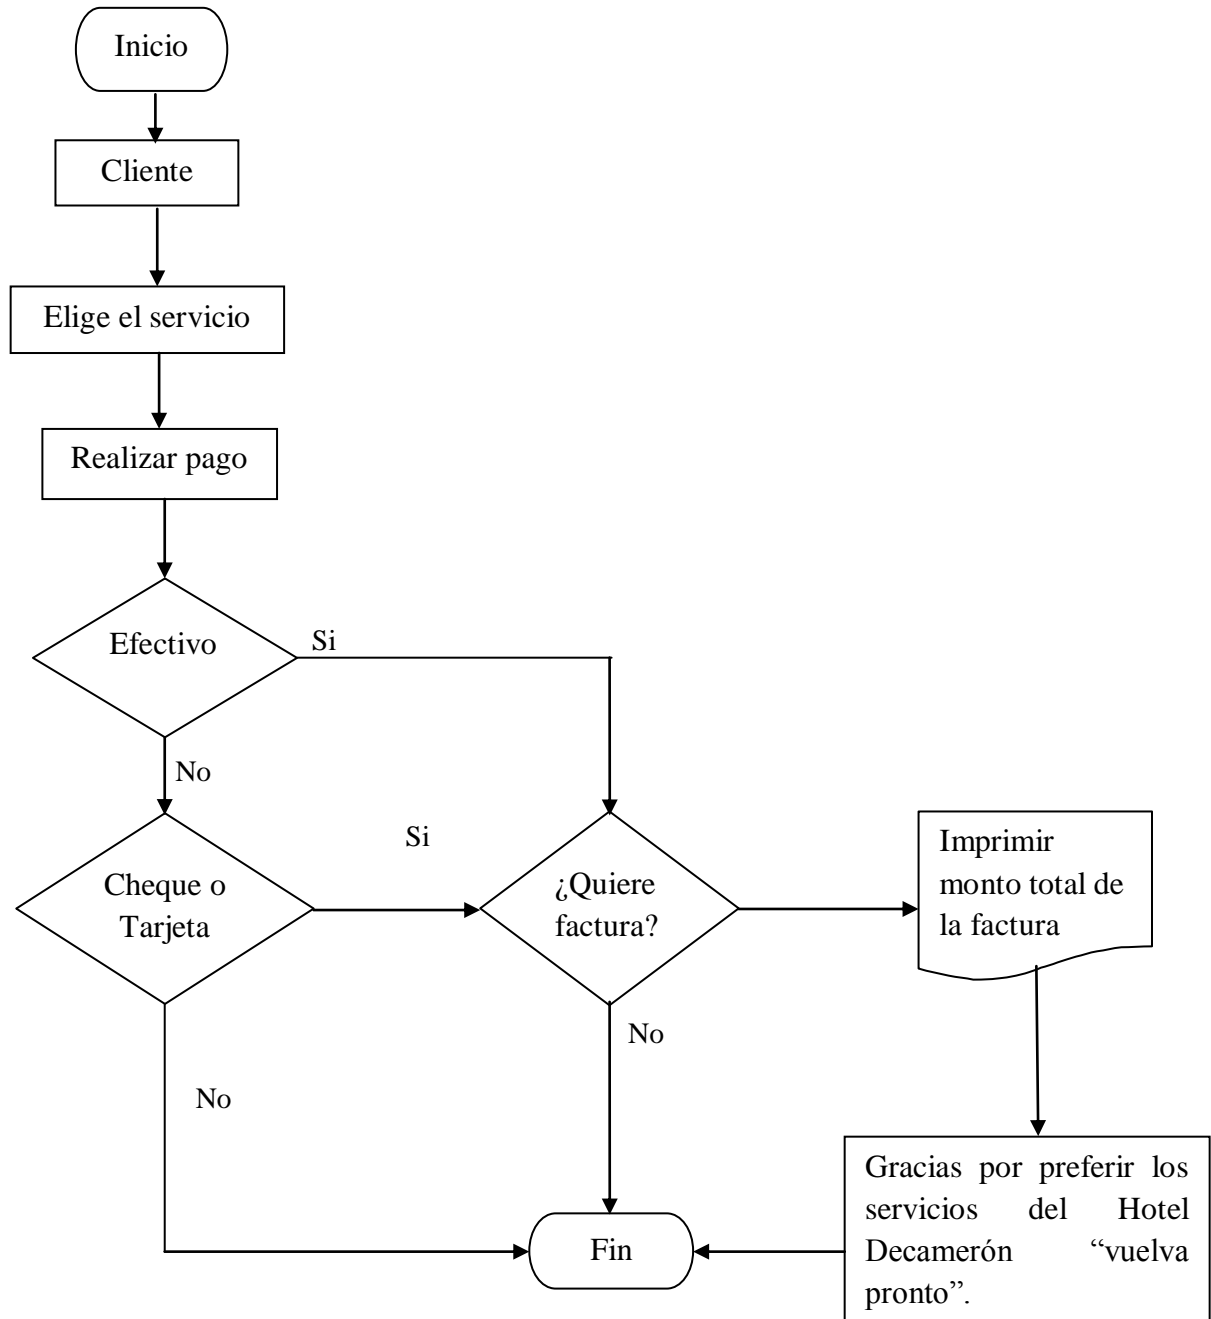 Inicio
Cliente
Elige el servicio
Realizar pago
Efectivo
Si
No
Cheque o
Tarjeta
Si
¿Quiere
factura?
Imprimir
monto total de
la factura
No
No
Gracias por preferir los
servicios del Hotel
Decamerón “vuelva
pronto”.
Fin